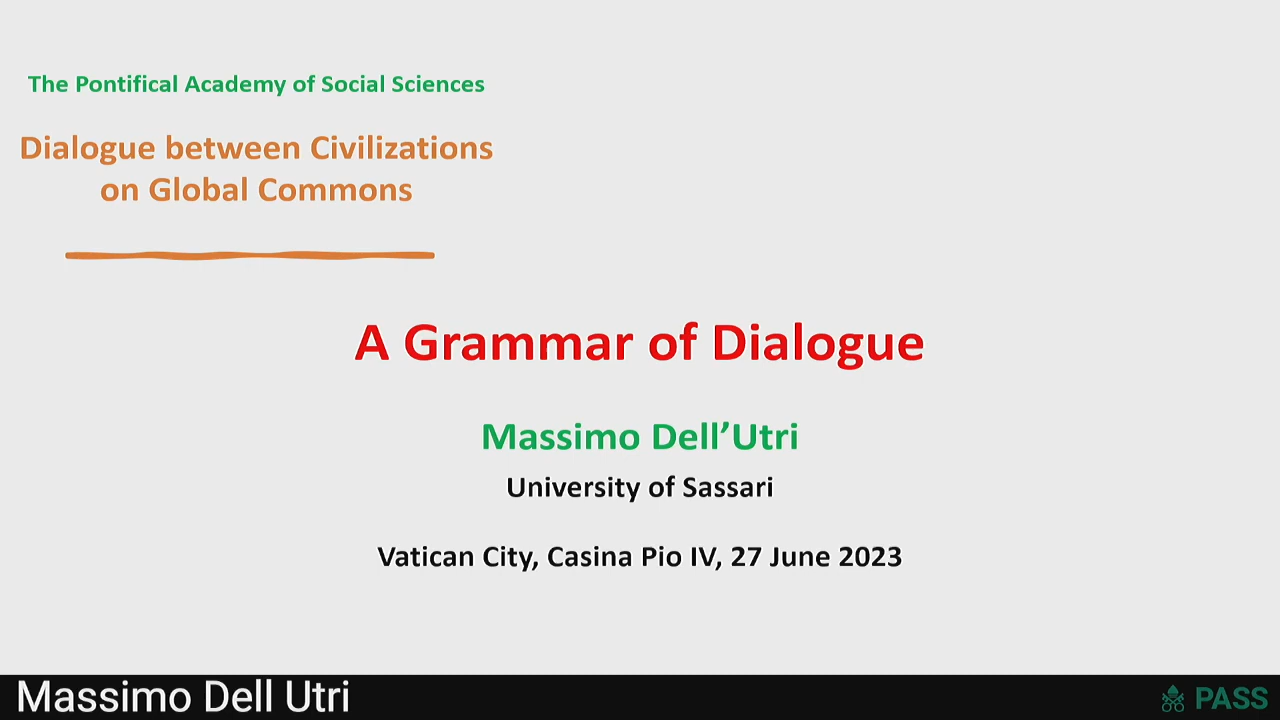 The Pontifical Academy of Social Sciences
Dialogue between Civilizations
on Global Commons
A Grammar of Dialogue
Massimo Dell’Utri
University of Sassari
Vatican City, Casina Pio IV, 27 June 2023
Massimo Dell Utri
PASS